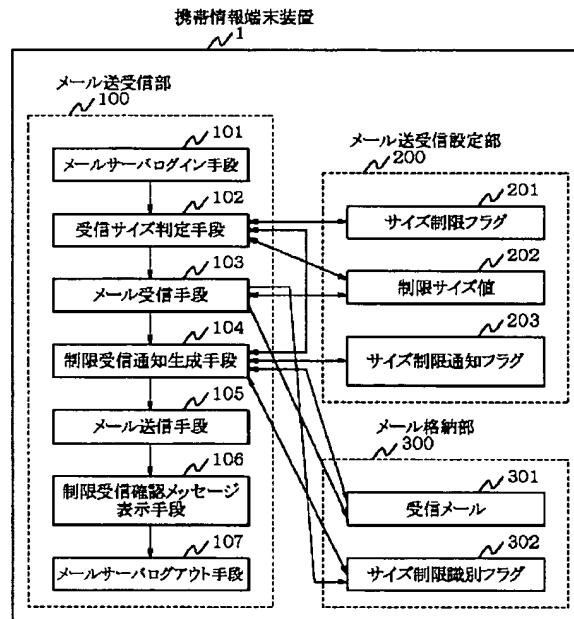 携帯情報端末装置
1
メール送受信部
100
101
メールサーバログイン手段
102
受信サイズ判定手段
103
メール受信手段
104
制限受信通知生成手段
105
メール送信手段
106
制限受信確認メッセージ
表示手段
107
メールサーバログアウト手段
メール送受信設定部
200
201
サイズ制限フラグ
202
制限サイズ値
203
サイズ制限通知フラグ
メール格納部
300
301
受信メール
302
サイズ制限識別フラグ